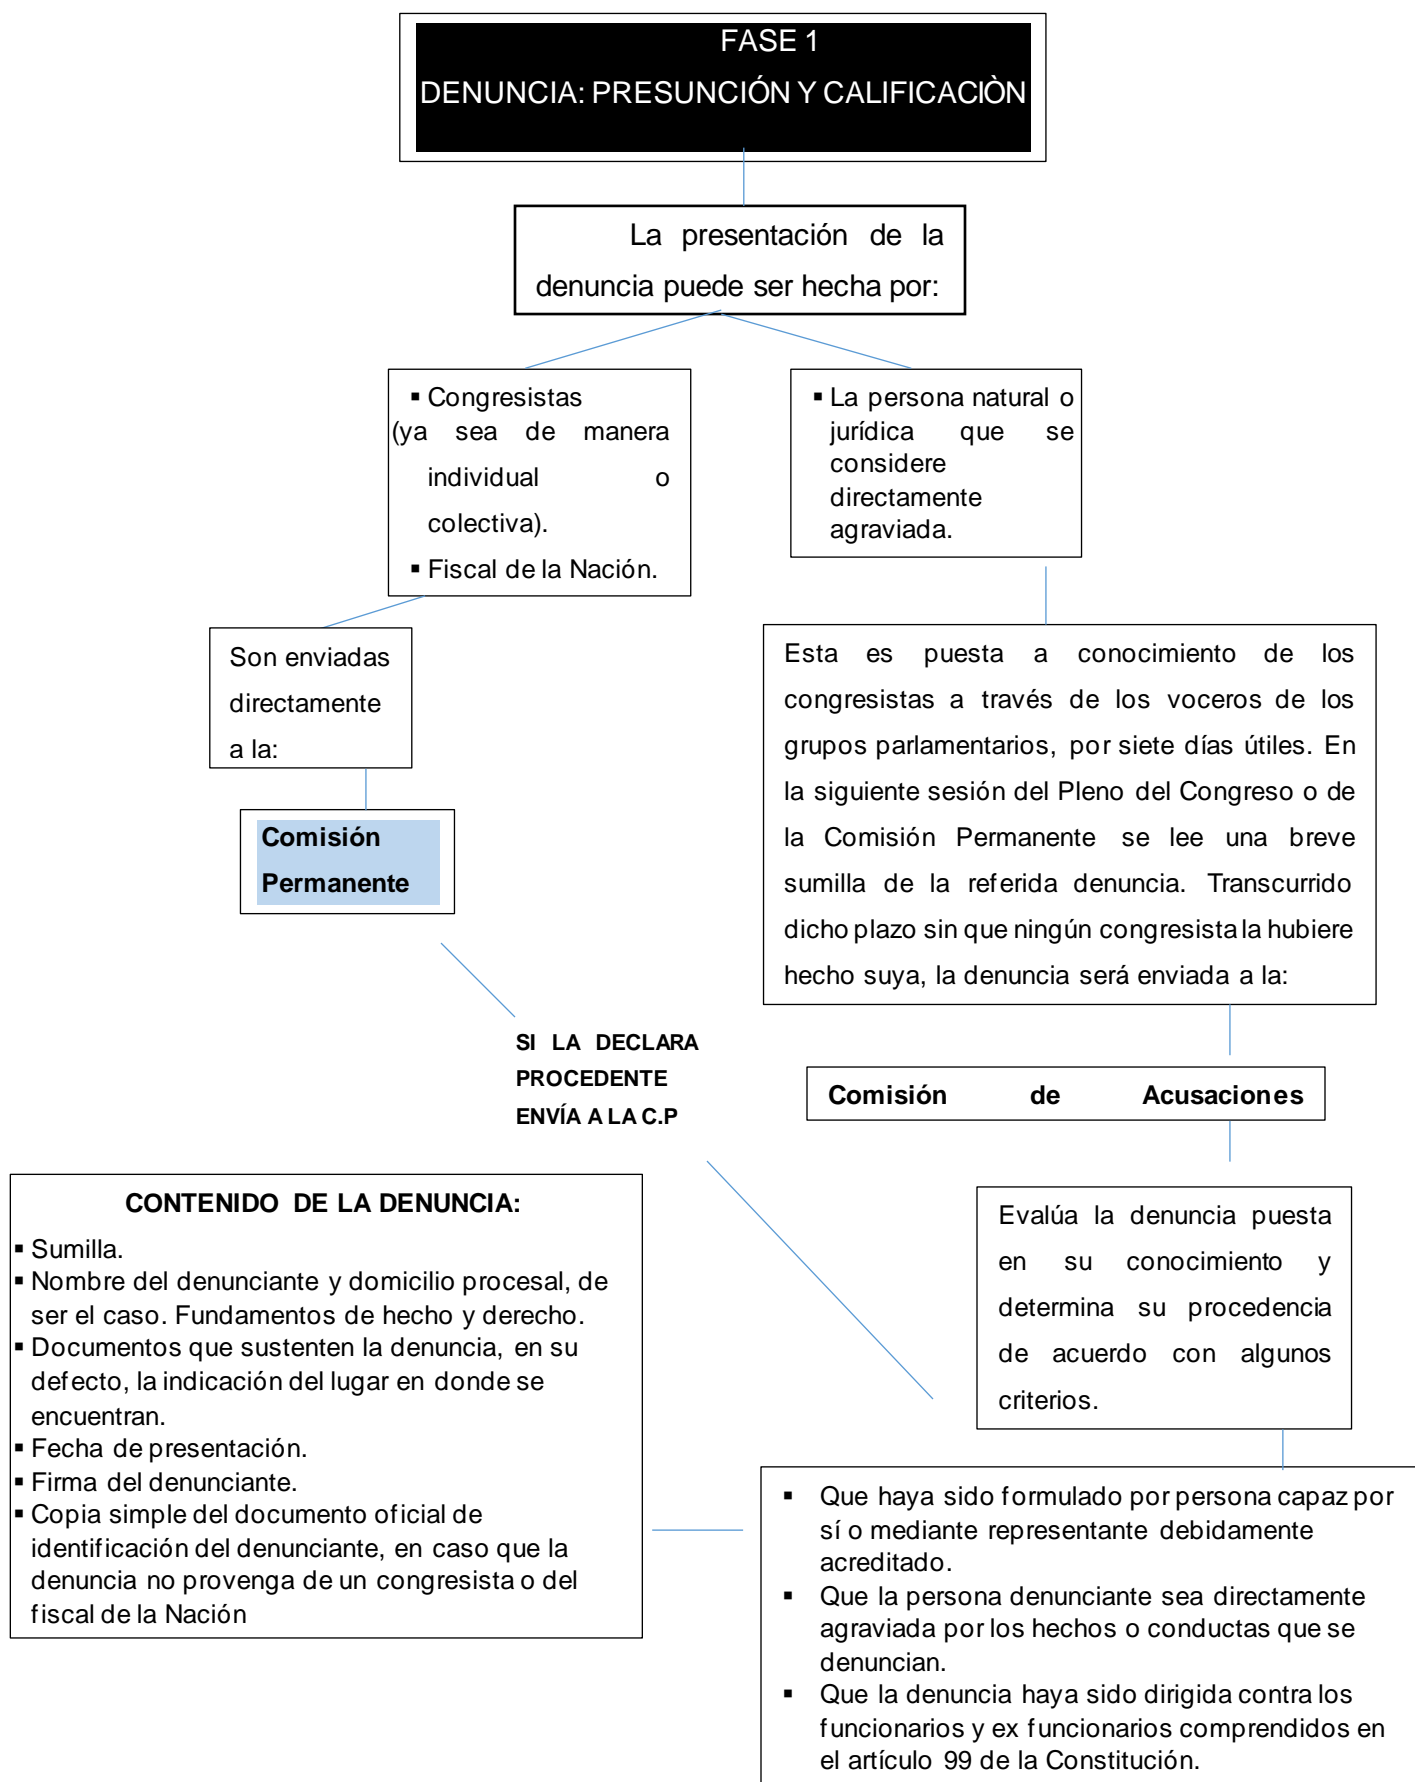 FASE 1
DENUNCIA: PRESUNCIÓN Y CALIFICACIÒN
La presentación de la
denuncia puede ser hecha por:
▪ Congresistas
(ya sea de manera
individual o
colectiva).
▪ Fiscal de la Nación.
▪ La persona natural o
jurídica que se
considere
directamente
agraviada.
Son enviadas
directamente
a la:
Comisión
Permanente
Esta es puesta a conocimiento de los
congresistas a través de los voceros de los
grupos parlamentarios, por siete días útiles. En
la siguiente sesión del Pleno del Congreso o de
la Comisión Permanente se lee una breve
sumilla de la referida denuncia. Transcurrido
dicho plazo sin que ningún congresista la hubiere
hecho suya, la denuncia será enviada a la:
SI LA DECLARA
PROCEDENTE
ENVÍA A LA C.P
Comisión de Acusaciones
Evalúa la denuncia puesta
en su conocimiento y
determina su procedencia
de acuerdo con algunos
criterios.
CONTENIDO DE LA DENUNCIA:
▪ Sumilla.
▪ Nombre del denunciante y domicilio procesal, de
ser el caso. Fundamentos de hecho y derecho.
▪ Documentos que sustenten la denuncia, en su
defecto, la indicación del lugar en donde se
encuentran.
▪ Fecha de presentación.
▪ Firma del denunciante.
▪ Copia simple del documento oficial de
identificación del denunciante, en caso que la
denuncia no provenga de un congresista o del
fiscal de la Nación
▪ Que haya sido formulado por persona capaz por
sí o mediante representante debidamente
acreditado.
▪ Que la persona denunciante sea directamente
agraviada por los hechos o conductas que se
denuncian.
▪ Que la denuncia haya sido dirigida contra los
funcionarios y ex funcionarios comprendidos en
el artículo 99 de la Constitución.